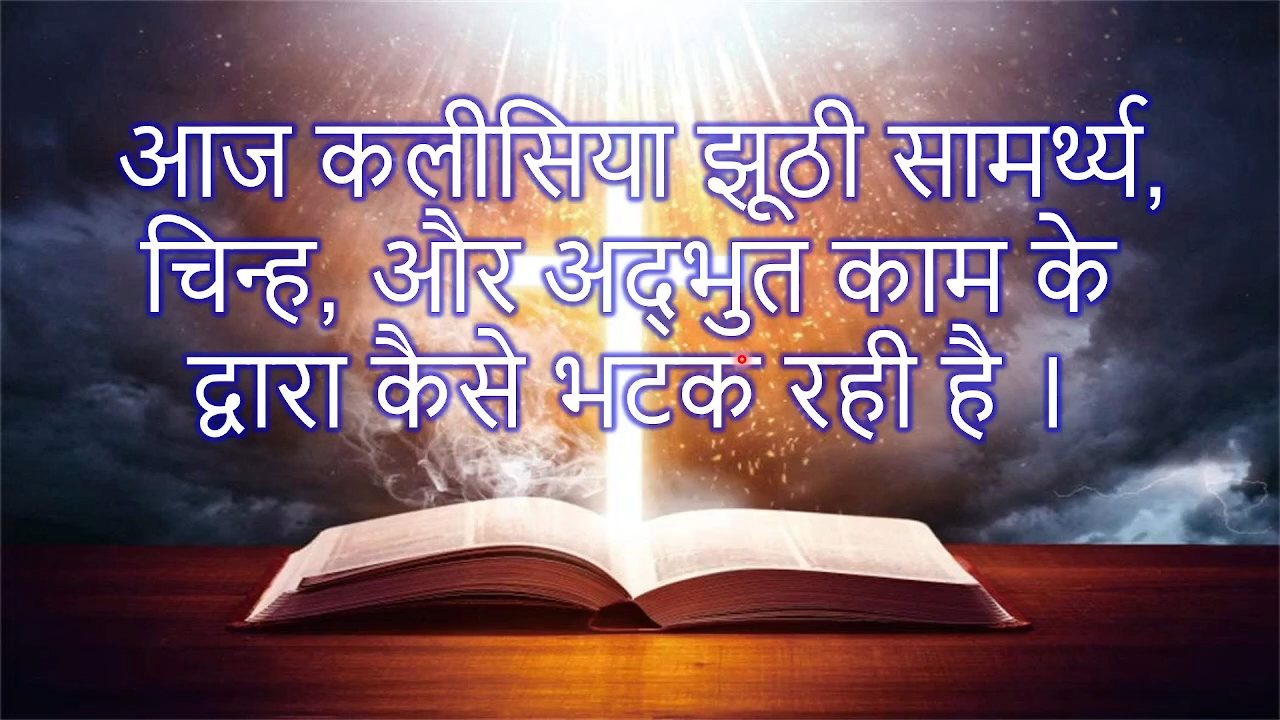 आज कलीसिया झूठी सामर्थ्य,
चिन्ह, और अद्‌भुत काम के
द्वारा कैसे भटक रही है ।